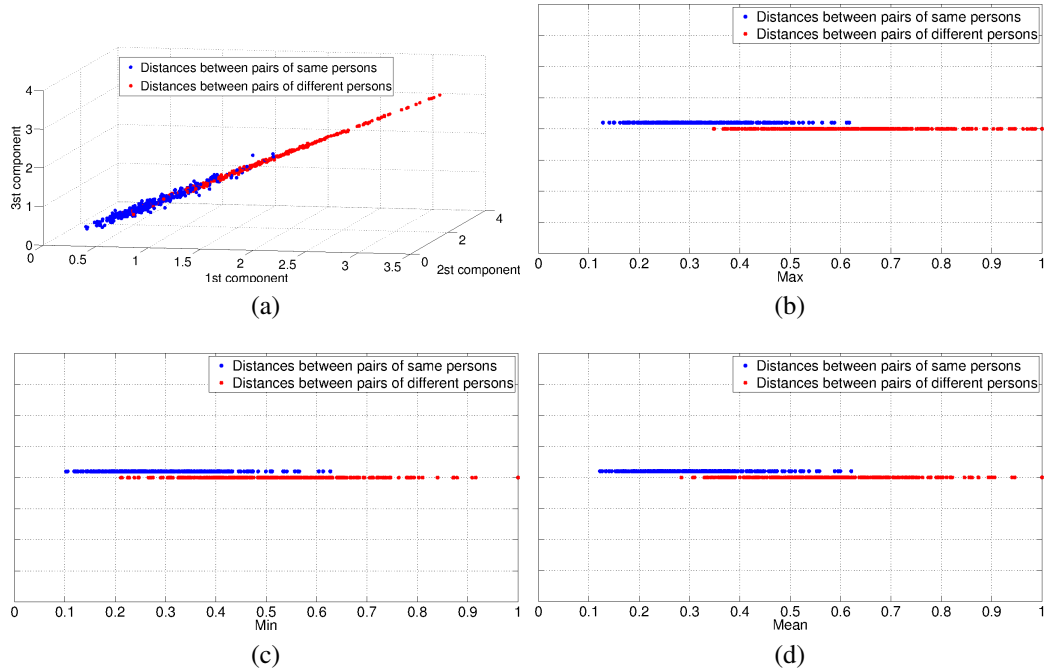 Distances between pairs of same persons
Distances between pairs of different persons
4
3
2
1
0
3st component
0
0.5
1
1.5
2
2.5
3
3.5
1st component
0
2
4
2st component
(a)
Distances between pairs of same persons
Distances between pairs of different persons
0 0.1 0.2 0.3 0.4 0.5 0.6 0.7 0.8 0.9 1
Max
(b)
Distances between pairs of same persons
Distances between pairs of different persons
0 0.1 0.2 0.3 0.4 0.5 0.6 0.7 0.8 0.9 1
Min
(c)
Distances between pairs of same persons
Distances between pairs of different persons
0 0.1 0.2 0.3 0.4 0.5 0.6 0.7 0.8 0.9 1
Mean
(d)